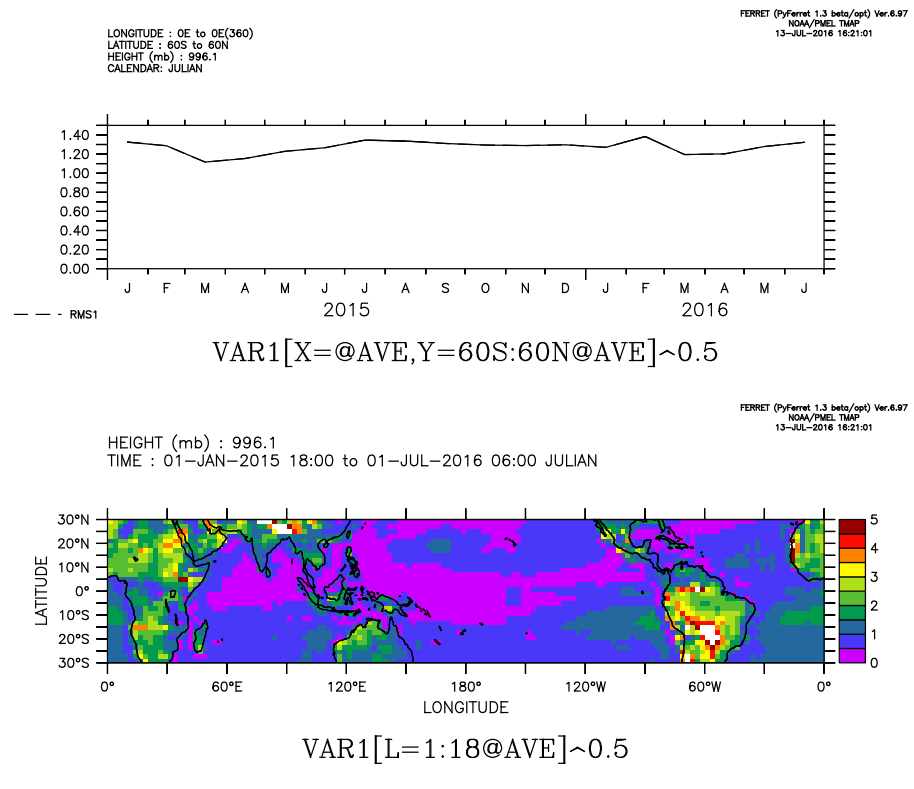 FERRET (PyFerret 1.3 beta/opt) Ver.6.97
NOAA/PMEL TMAP
13-JUL-2016 16:21:01
LONGITUDE : 0E to 0E(360)
LATITUDE : 60S to 60N
HEIGHT (mb) : 996.1
CALENDAR: JULIAN
1.40
1.20
1.00
0.80
0.60
0.40
0.20
0.00
J F M A M J J A S O N D J F M A M J
2015 2016
RMS1
VAR1[X=@AVE,Y=60S:60N@AVE]^0.5
FERRET (PyFerret 1.3 beta/opt) Ver.6.97
NOAA/PMEL TMAP
13-JUL-2016 16:21:01
HEIGHT (mb) : 996.1
TIME : 01-JAN-2015 18:00 to 01-JUL-2016 06:00 JULIAN
LATITUDE
30°N
20°N
10°N
0°
10°S
20°S
30°S
5
4
3
2
1
0
0° 60°E 120°E 180° 120°W 60°W 0°
LONGITUDE
VAR1[L=1:18@AVE]^0.5